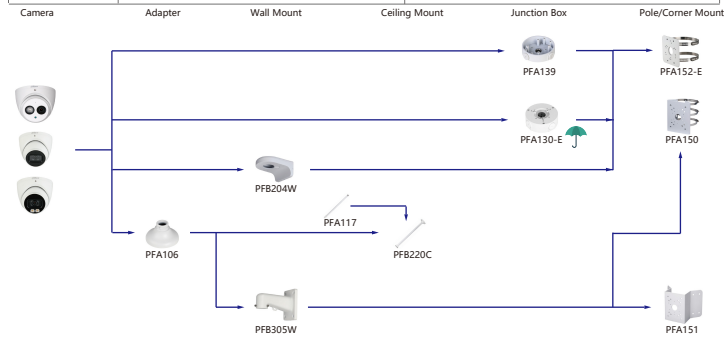 Camera Adapter Wall Mount Ceiling Mount Junction Box Pole/Corner Mount
PFA139 PFA152-E
PFA130-E PFA150
PFB204W
PFA117
PFA106 PFB220C
PFB305W PFA151